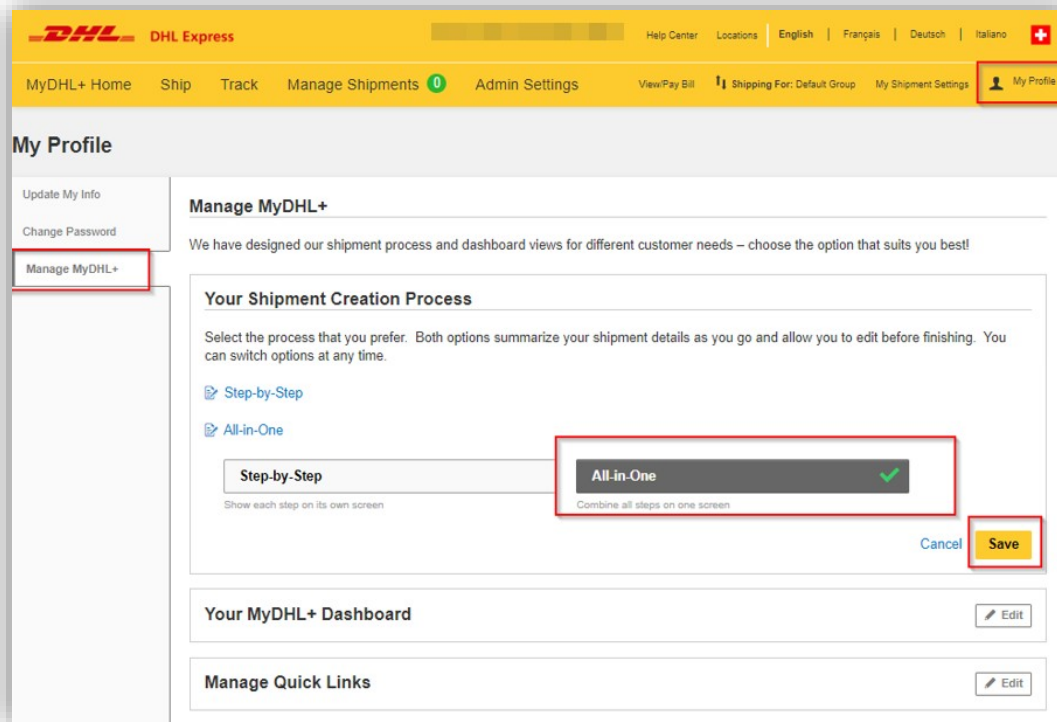 DHL DHL Express
Help Center Locations English | Français | Deutsch | Italiano
MyDHL+ Home Ship Track Manage Shipments 0 Admin Settings View/Pay Bill Shipping For: Default Group My Shipment Settings My Profile
My Profile
Update My Info
Change Password
Manage MyDHL+
Manage MyDHL+
We have designed our shipment process and dashboard views for different customer needs – choose the option that suits you best!
Your Shipment Creation Process
Select the process that you prefer. Both options summarize your shipment details as you go and allow you to edit before finishing. You
can switch options at any time.
Step-by-Step
All-in-One
Step-by-Step All-in-One
Show each step on its own screen Combine all steps on one screen
Cancel Save
Your MyDHL+ Dashboard Edit
Manage Quick Links Edit